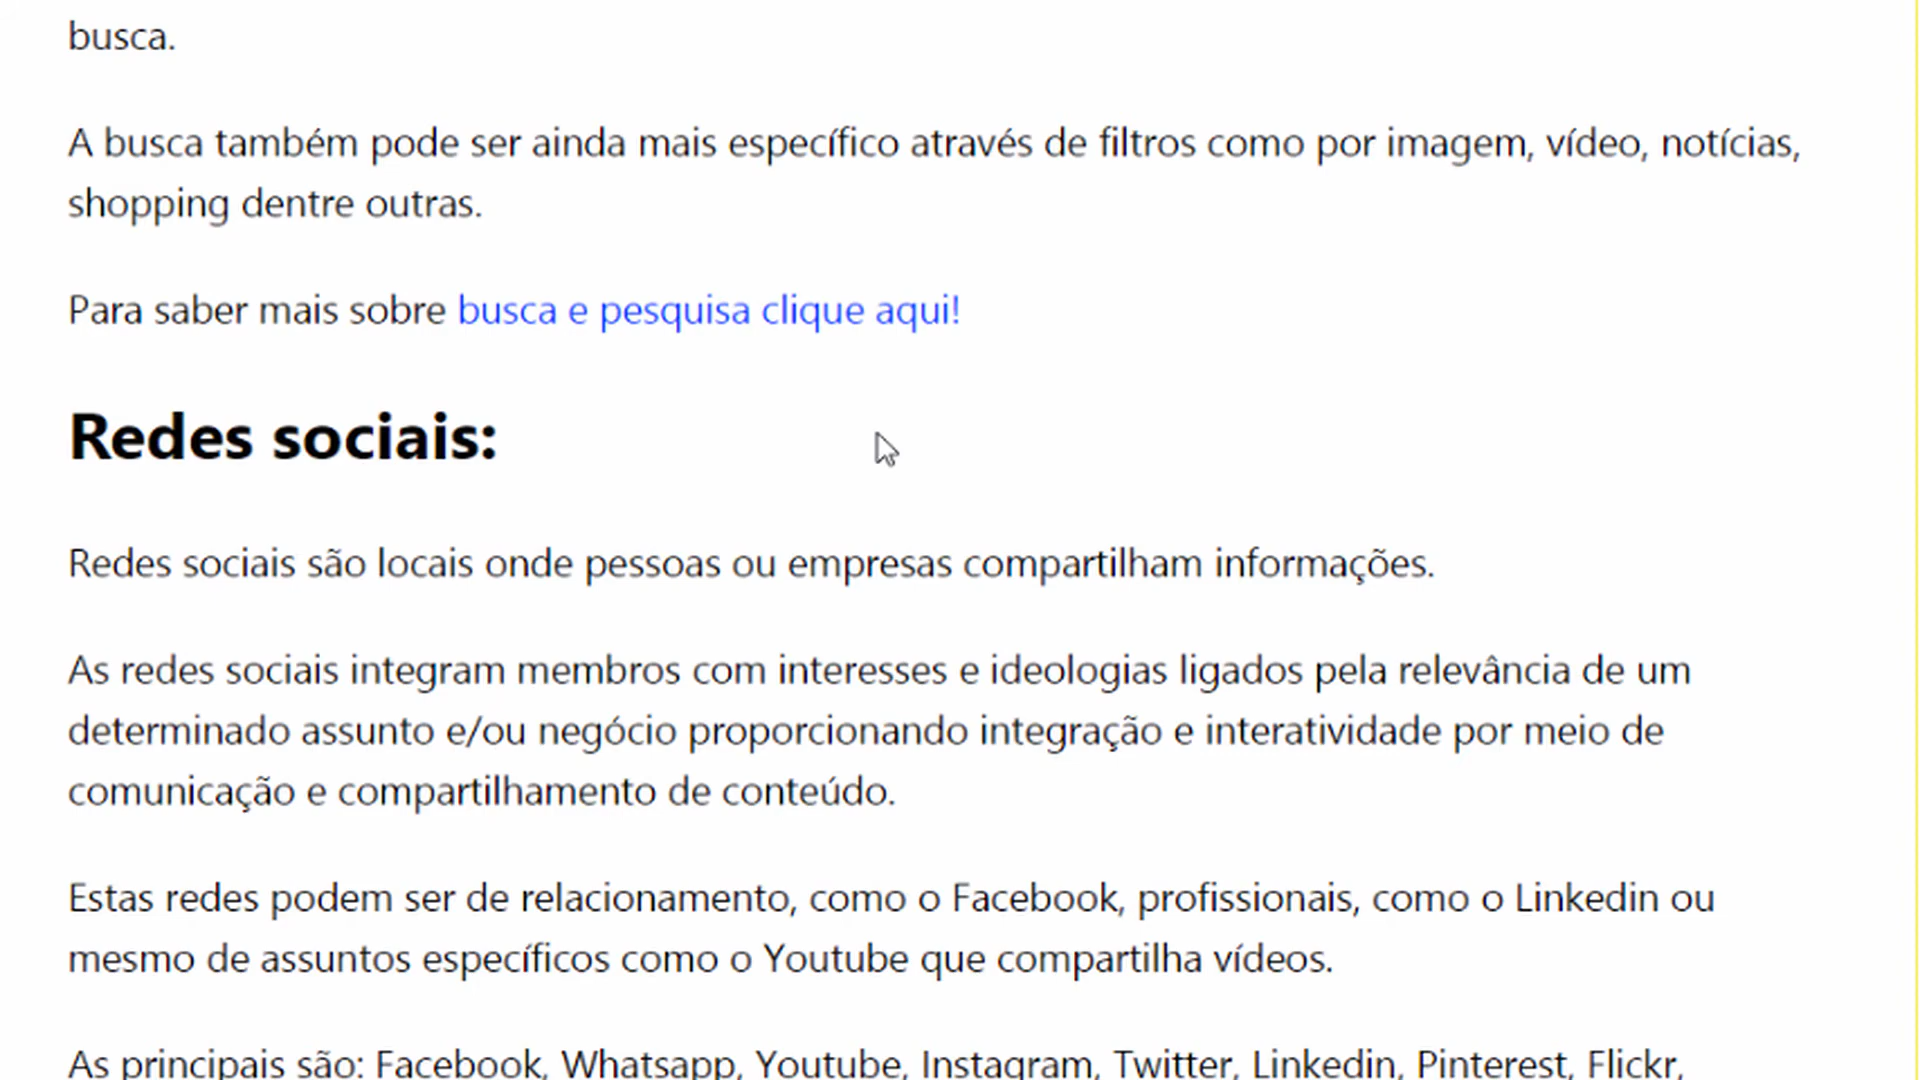 busca.
A busca também pode ser ainda mais específico através de filtros como por imagem, vídeo, notícias,
shopping dentre outras.
Para saber mais sobre busca e pesquisa clique aqui!
Redes sociais:
Redes sociais são locais onde pessoas ou empresas compartilham informações.
As redes sociais integram membros com interesses e ideologias ligados pela relevância de um
determinado assunto e/ou negócio proporcionando integração e interatividade por meio de
comunicação e compartilhamento de conteúdo.
Estas redes podem ser de relacionamento, como o Facebook, profissionais, como o Linkedin ou
mesmo de assuntos específicos como o Youtube que compartilha vídeos.
As principais são: Facebook, Whatsapp, Youtube, Instagram, Twitter, Linkedin, Pinterest, Flickr,